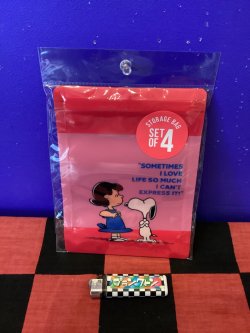 STORAGE BAG
SET
OF 4
"SOMETIMES
I LOVE
LIFE SO MUCH
I CAN'T
EXPRESS IT!"